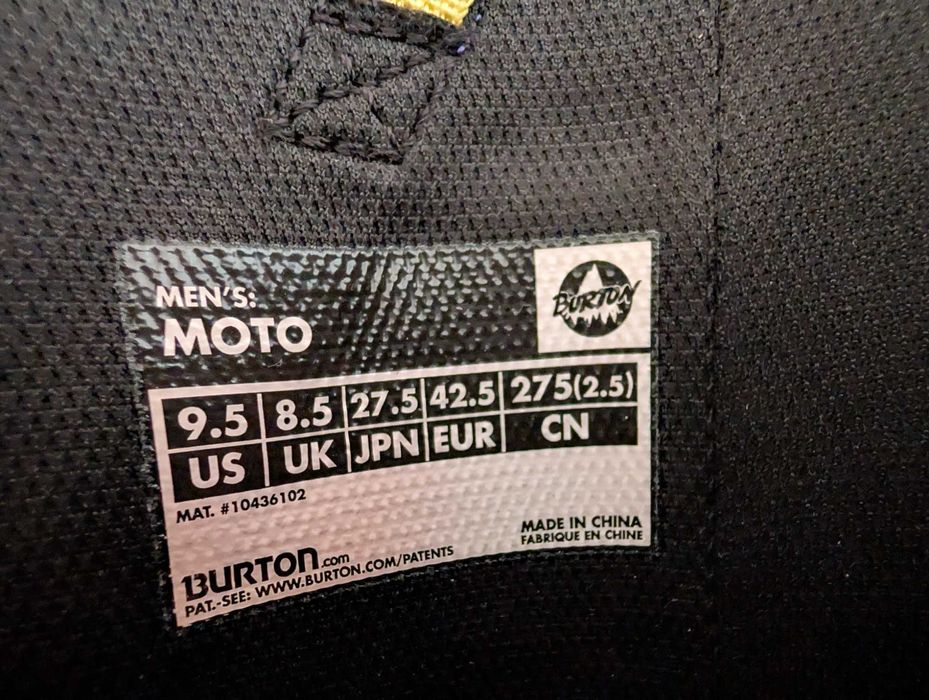 MEN'S:
MOTO
BURTON
9.5 8.5 27.5 42.5 275(2.5)
US UK JPN EUR CN
MAT. #10436102
MADE IN CHINA
FABRIQUE EN CHINE
BURTON.com
PAT.-SEE: WWW.BURTON.COM/PATENTS